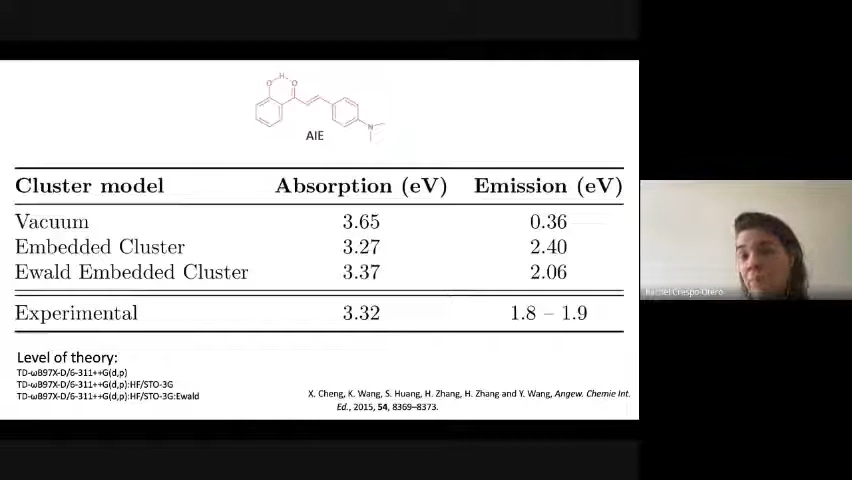 O H O
N
AIE
Cluster model Absorption (eV) Emission (eV)
Vacuum 3.65 0.36
Embedded Cluster 3.27 2.40
Ewald Embedded Cluster 3.37 2.06
Experimental 3.32 1.8 – 1.9
Level of theory:
TD-ωB97X-D/6-311++G(d,p)
TD-ωB97X-D/6-311++G(d,p):HF/STO-3G
TD-ωB97X-D/6-311++G(d,p):HF/STO-3G:Ewald
X. Cheng, K. Wang, S. Huang, H. Zhang, H. Zhang and Y. Wang, Angew. Chemie Int.
Ed., 2015, 54, 8369–8373.
Rachel Crespo-Otero